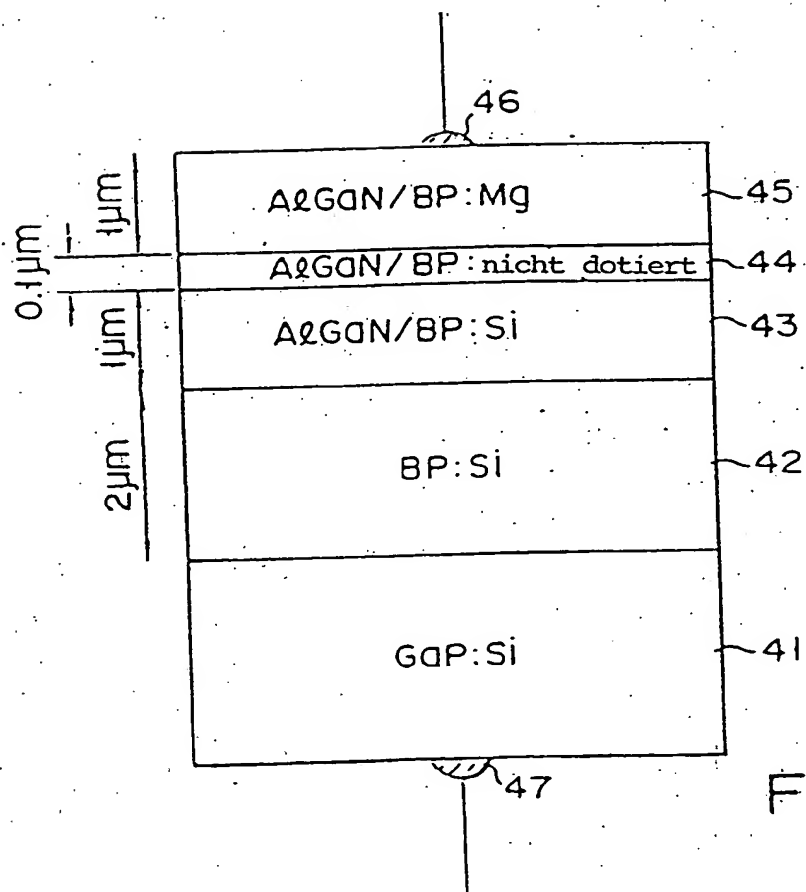 46
1µm
AlGaN/BP:Mg
45
0.1µm
AlGaN/BP:nicht dotiert
44
1µm
AlGaN/BP:Si
43
2µm
BP:Si
42
GaP:Si
41
47
F